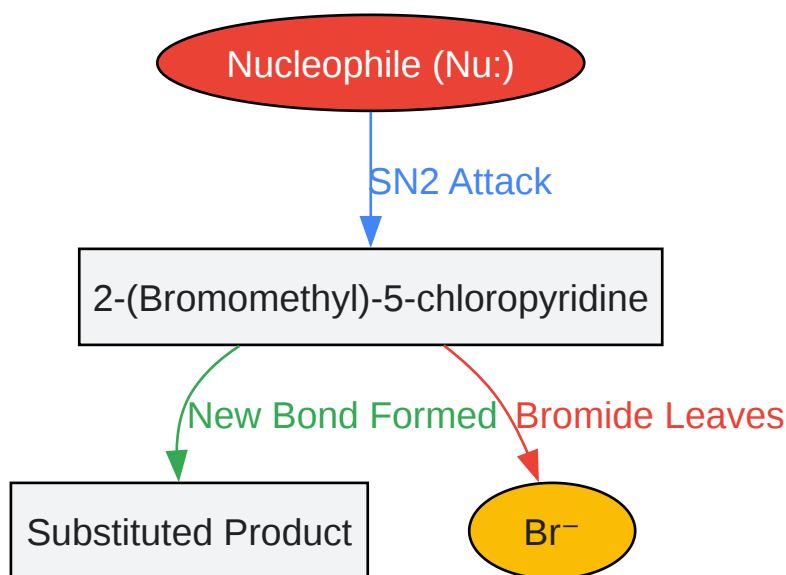 Nucleophile (Nu:)
SN2 Attack
2-(Bromomethyl)-5-chloropyridine
New Bond Formed
Bromide Leaves
Substituted Product
Br⁻